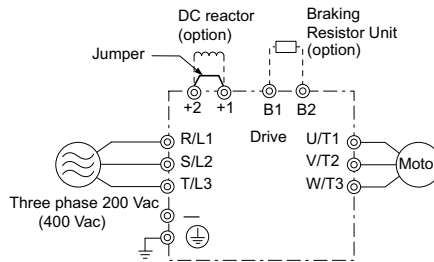 DC reactor
(option)
Braking
Resistor Unit
(option)
Jumper
+2
+1
B1
B2
R/L1
Drive
U/T1
S/L2
V/T2
Moto
T/L3
W/T3
Three phase 200 Vac
(400 Vac)
—